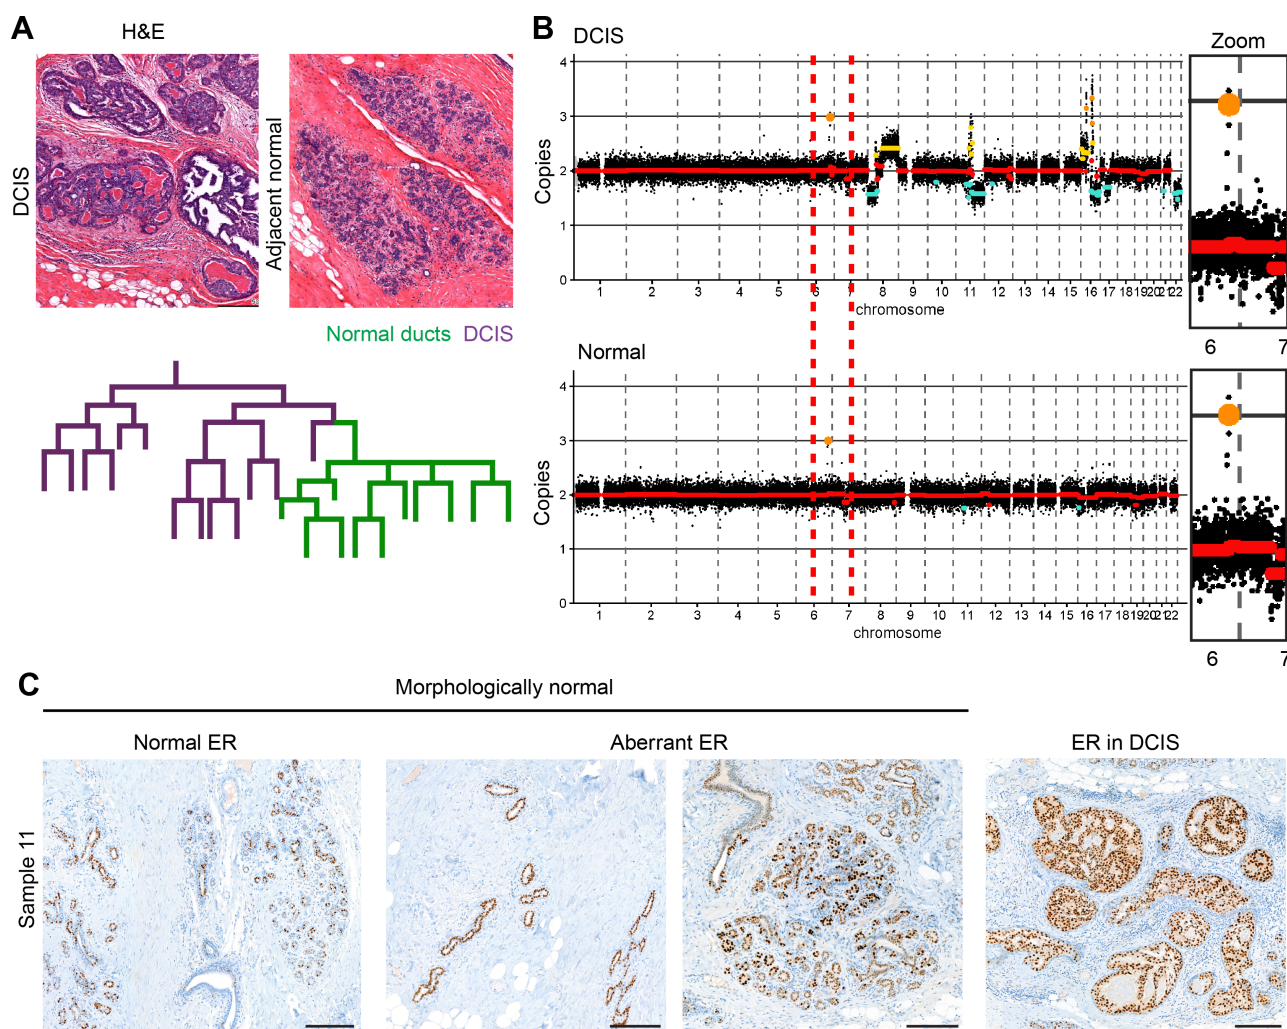 A
H&E
DCIS
Adjacent normal
Normal ducts DCIS
B
DCIS
Zoom
Copies
4
3
2
1
0
1 2 3 4 5 6 7 8 9 10 11 12 13 14 15 16 17 18 19 20 21 22
chromosome
6 7
Normal
Copies
4
3
2
1
0
1 2 3 4 5 6 7 8 9 10 11 12 13 14 15 16 17 18 19 20 21 22
chromosome
6 7
C
Morphologically normal
Normal ER
Aberrant ER
ER in DCIS
Sample 11